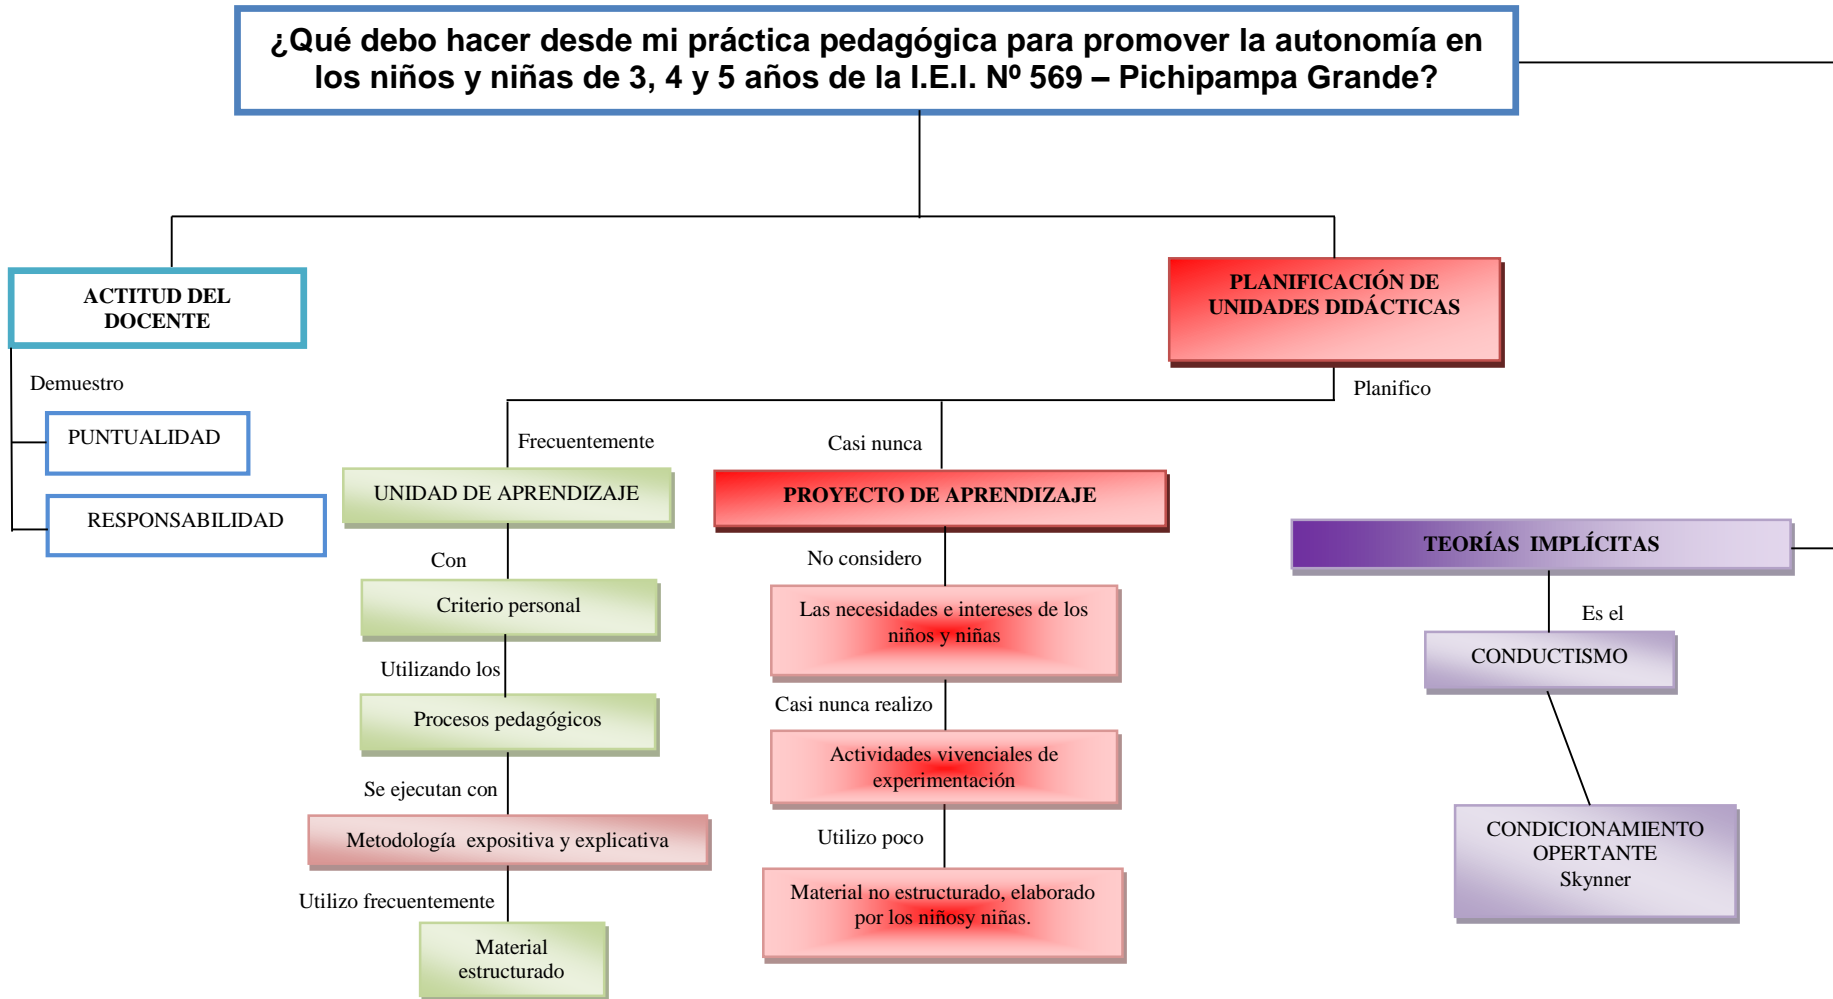 ¿Qué debo hacer desde mi práctica pedagógica para promover la autonomía en
los niños y niñas de 3, 4 y 5 años de la I.E.I. Nº 569 – Pichipampa Grande?
ACTITUD DEL
DOCENTE
Demuestro
PUNTUALIDAD
RESPONSABILIDAD
PLANIFICACIÓN DE
UNIDADES DIDÁCTICAS
Planifico
Frecuentemente
UNIDAD DE APRENDIZAJE
Con
Criterio personal
Utilizando los
Procesos pedagógicos
Se ejecutan con
Metodología expositiva y explicativa
Utilizo frecuentemente
Material
estructurado
Casi nunca
PROYECTO DE APRENDIZAJE
No considero
Las necesidades e intereses de los
niños y niñas
Casi nunca realizo
Actividades vivenciales de
experimentación
Utilizo poco
Material no estructurado, elaborado
por los niñosy niñas.
TEORÍAS IMPLÍCITAS
Es el
CONDUCTISMO
CONDICIONAMIENTO
OPERTANTE
Skynner